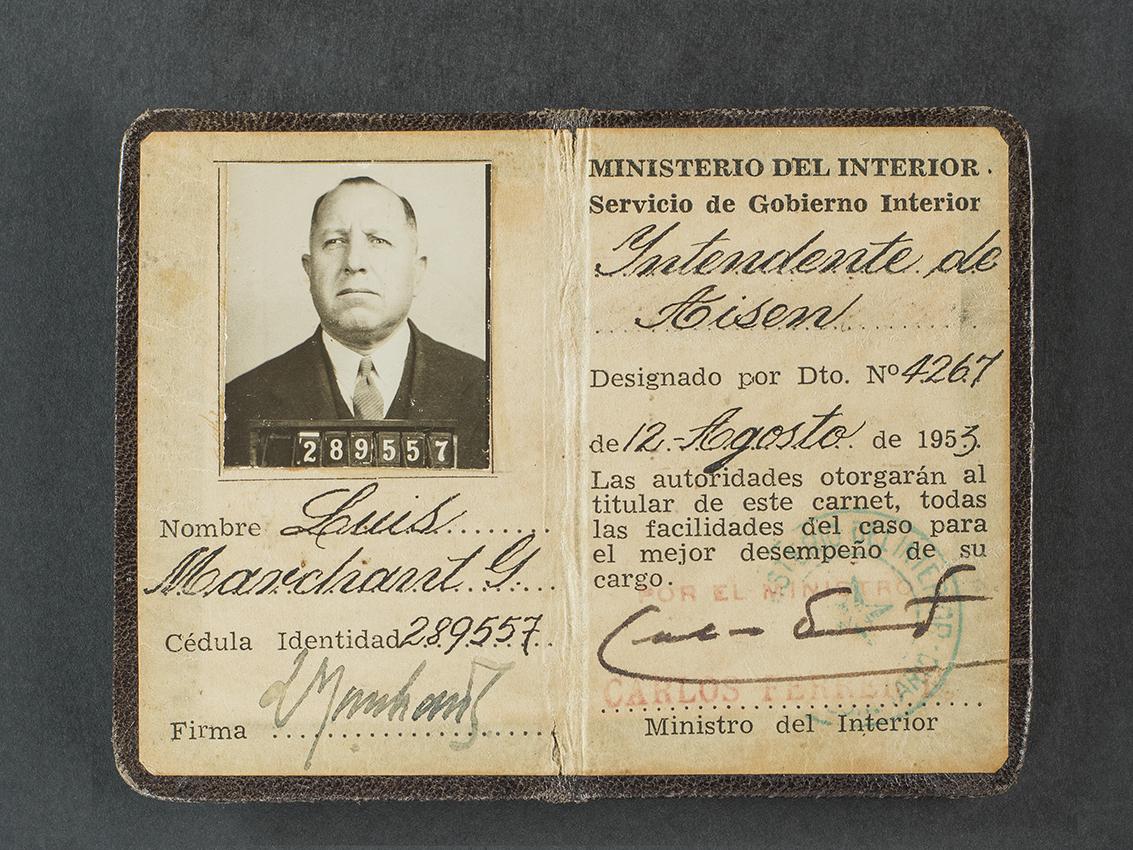 289557
Nombre Luis
Marchant G.
Cédula Identidad 289557
Firma
MINISTERIO DEL INTERIOR.
Servicio de Gobierno Interior
Intendente de
Aisen
Designado por Dto. Nº 4267
de 12.-Agosto de 1953.
Las autoridades otorgarán al
titular de este carnet, todas
las facilidades del caso para
el mejor desempeño de su
cargo.
POR EL MINISTRO
CARLOS
Ministro del Interior